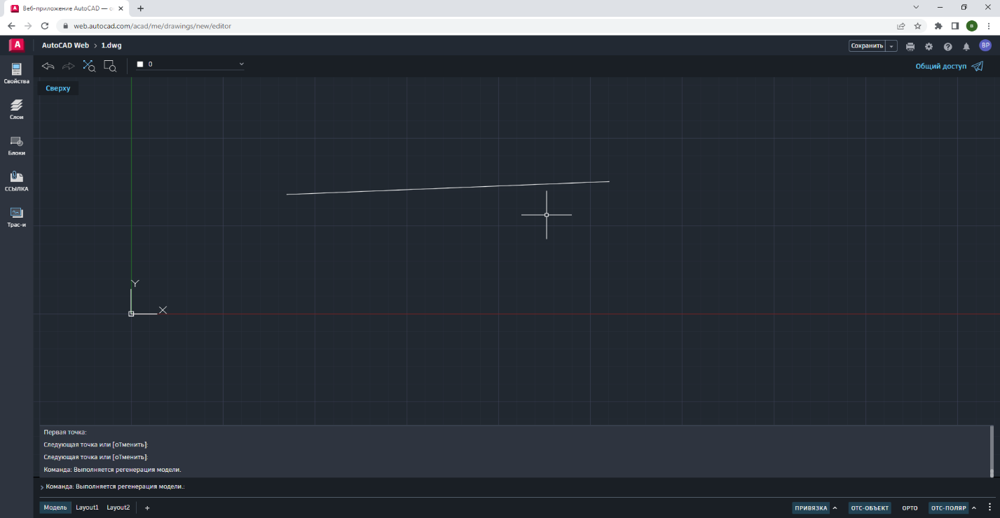 Веб-приложение AutoCAD — с
web.autocad.com/acad/me/drawings/new/editor
B
A
AutoCAD Web > 1.dwg
Сохранить
BP
0
Общий доступ
Свойства
Слои
Блоки
ССЫЛКА
Трас-и
Сверху
Y
X
Первая точка:
Следующая точка или [оТменить]:
Следующая точка или [оТменить]:
Команда: Выполняется регенерация модели.
Команда: Выполняется регенерация модели.:
Модель Layout1 Layout2 +
ПРИВЯЗКА ОТС-ОБЪЕКТ ОРТО ОТС-ПОЛЯР